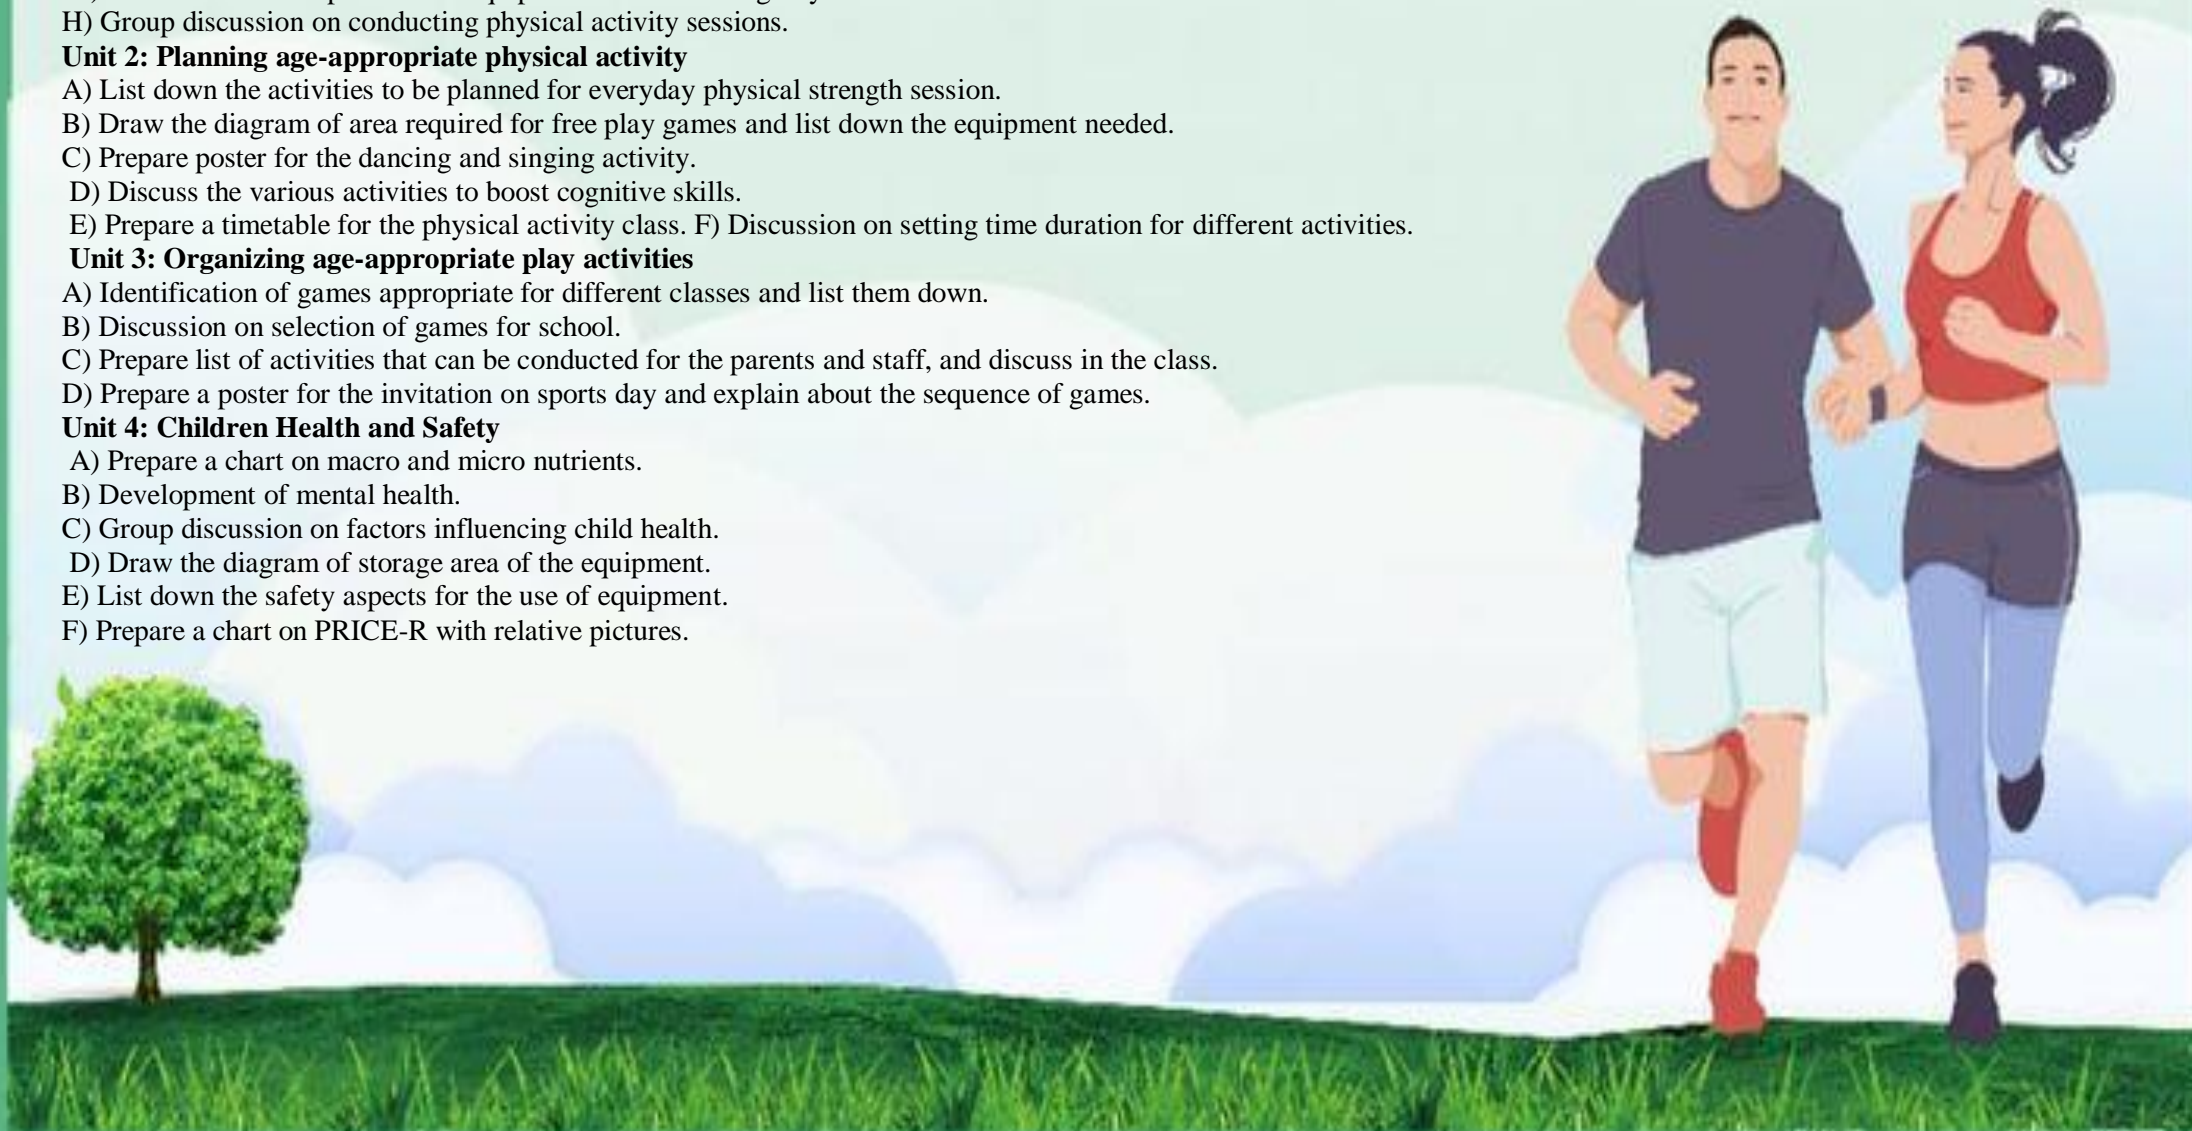 H) Group discussion on conducting physical activity sessions.
Unit 2: Planning age-appropriate physical activity
A) List down the activities to be planned for everyday physical strength session.
B) Draw the diagram of area required for free play games and list down the equipment needed.
C) Prepare poster for the dancing and singing activity.
D) Discuss the various activities to boost cognitive skills.
E) Prepare a timetable for the physical activity class. F) Discussion on setting time duration for different activities.
Unit 3: Organizing age-appropriate play activities
A) Identification of games appropriate for different classes and list them down.
B) Discussion on selection of games for school.
C) Prepare list of activities that can be conducted for the parents and staff, and discuss in the class.
D) Prepare a poster for the invitation on sports day and explain about the sequence of games.
Unit 4: Children Health and Safety
A) Prepare a chart on macro and micro nutrients.
B) Development of mental health.
C) Group discussion on factors influencing child health.
D) Draw the diagram of storage area of the equipment.
E) List down the safety aspects for the use of equipment.
F) Prepare a chart on PRICE-R with relative pictures.